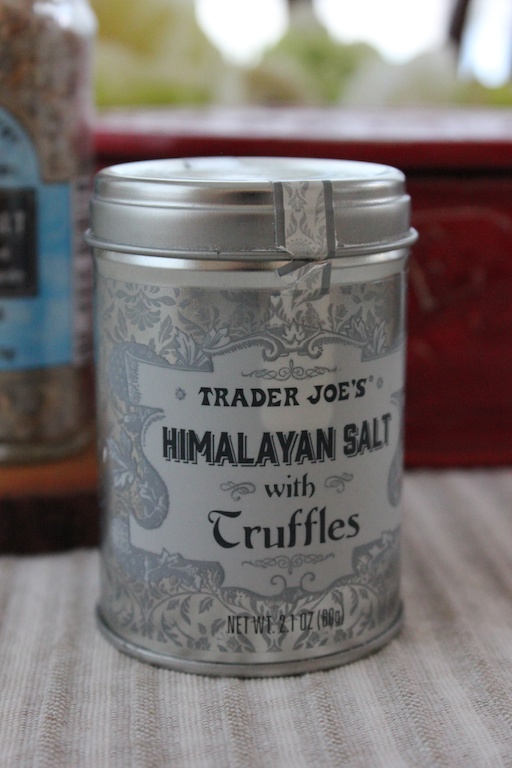 TRADER JOE'S®
HIMALAYAN SALT
with
Truffles
NET WT. 2.1 OZ (60g)